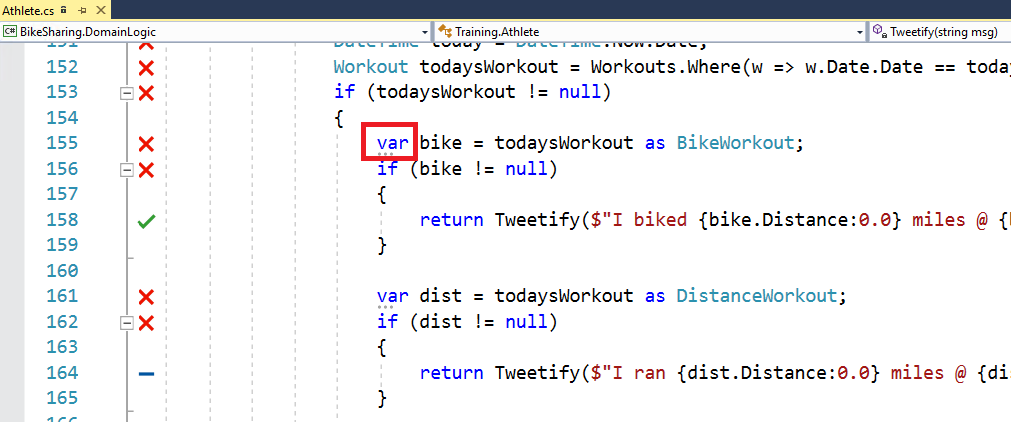 Athlete.cs
C# BikeSharing.DomainLogic Training.Athlete Tweetify(string msg)
151 DateTime today = DateTime.Now.Date;
152 Workout todaysWorkout = Workouts.Where(w => w.Date.Date == toda
153 if (todaysWorkout != null)
154 {
155 var bike = todaysWorkout as BikeWorkout;
156 if (bike != null)
157 {
158 return Tweetify($"I biked {bike.Distance:0.0} miles @ {b
159 }
160
161 var dist = todaysWorkout as DistanceWorkout;
162 if (dist != null)
163 {
164 return Tweetify($"I ran {dist.Distance:0.0} miles @ {dis
165 }
166